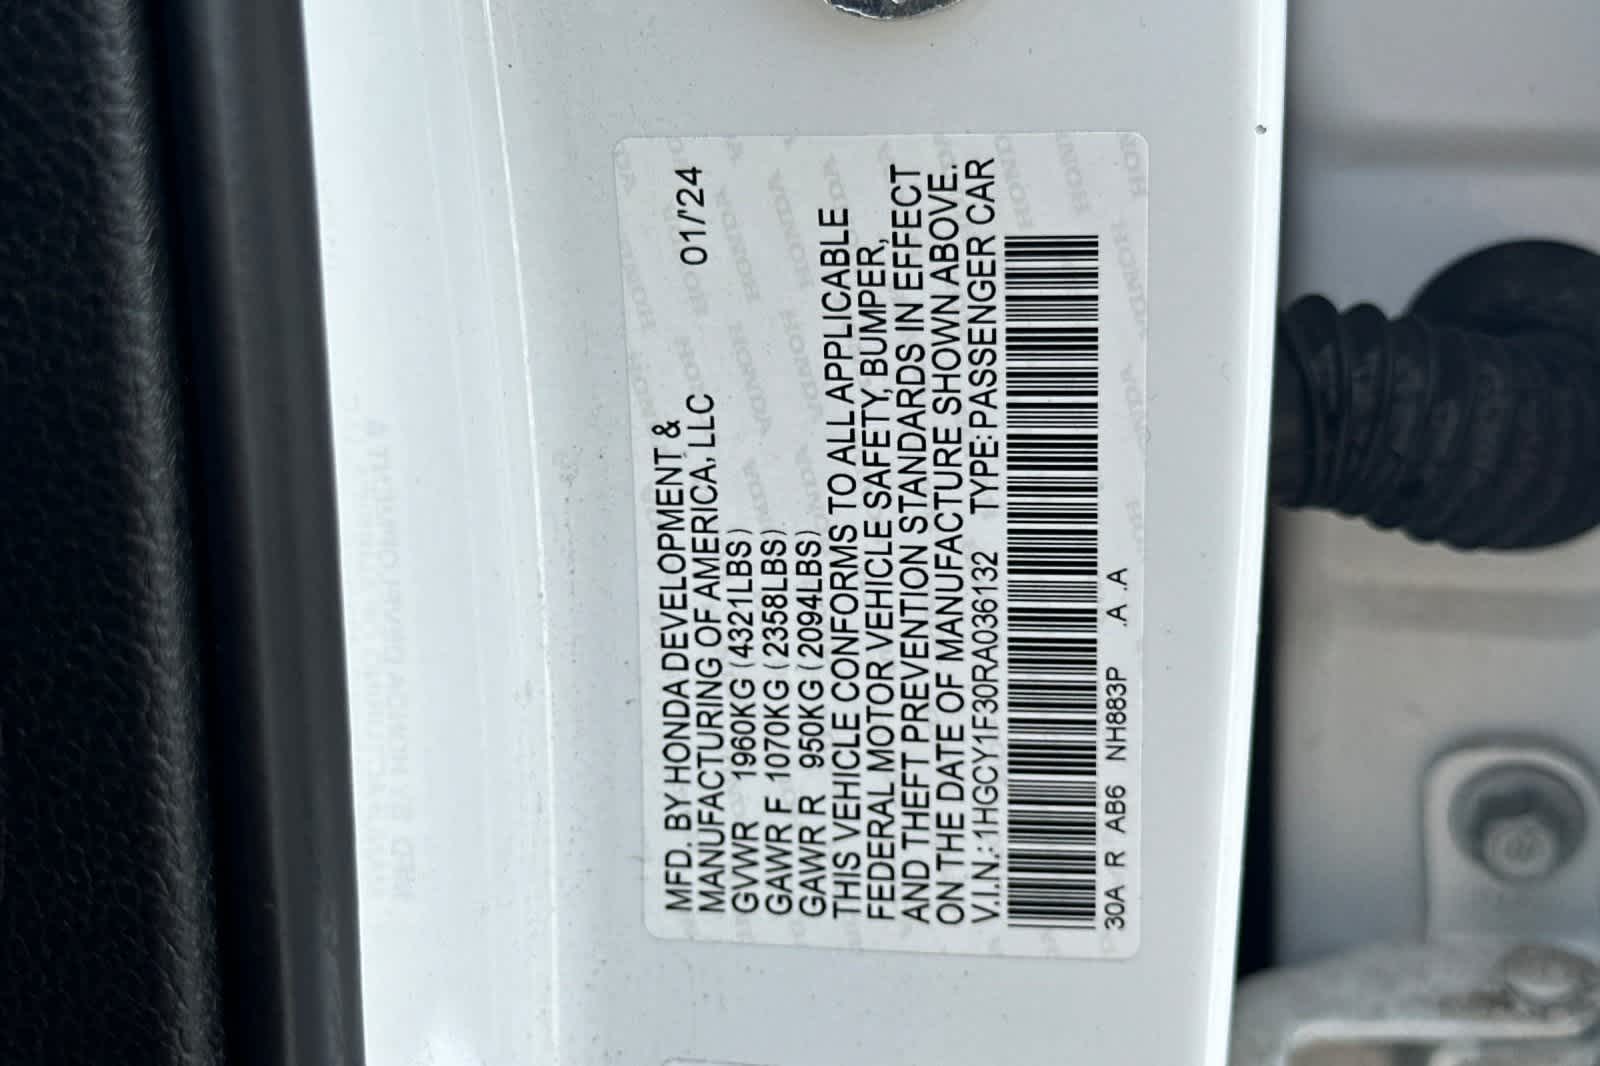 MFD. BY HONDA DEVELOPMENT &
MANUFACTURING OF AMERICA, LLC 01/'24
GVWR 1960KG (4321LBS)
GAWR F 1070KG (2358LBS)
GAWR R 950KG (2094LBS)
THIS VEHICLE CONFORMS TO ALL APPLICABLE
FEDERAL MOTOR VEHICLE SAFETY, BUMPER,
AND THEFT PREVENTION STANDARDS IN EFFECT
ON THE DATE OF MANUFACTURE SHOWN ABOVE.
V.I.N.: 1HGCY1F30RA036132 TYPE: PASSENGER CAR
30A R AB6 NH883P .A .A